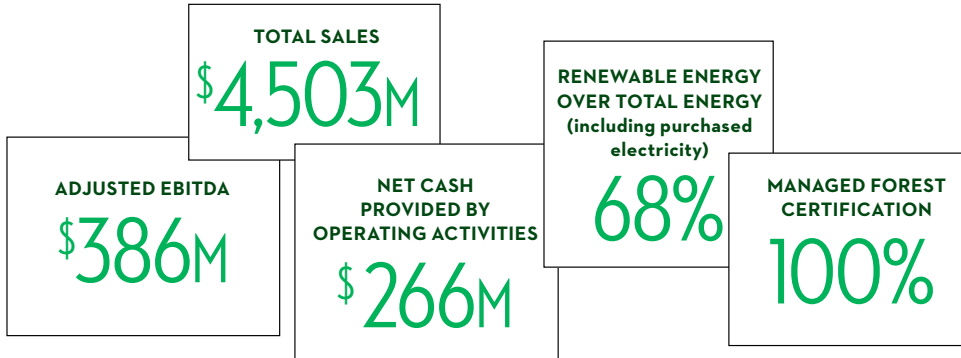 TOTAL SALES
$4,503M
ADJUSTED EBITDA
$386M
NET CASH
PROVIDED BY
OPERATING ACTIVITIES
$266M
RENEWABLE ENERGY
OVER TOTAL ENERGY
(including purchased
electricity)
68%
MANAGED FOREST
CERTIFICATION
100%